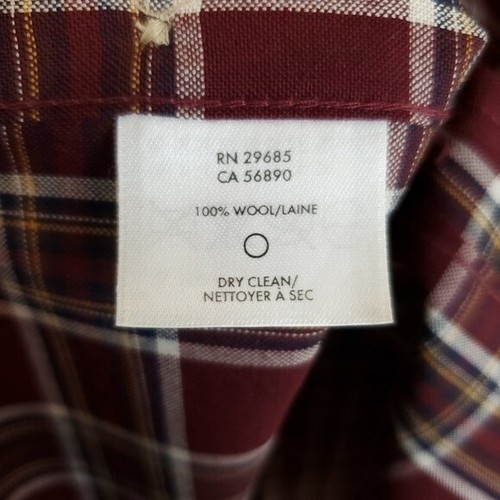 RN 29685
CA 56890
100% WOOL/LAINE
DRY CLEAN/
NETTOYER À SEC